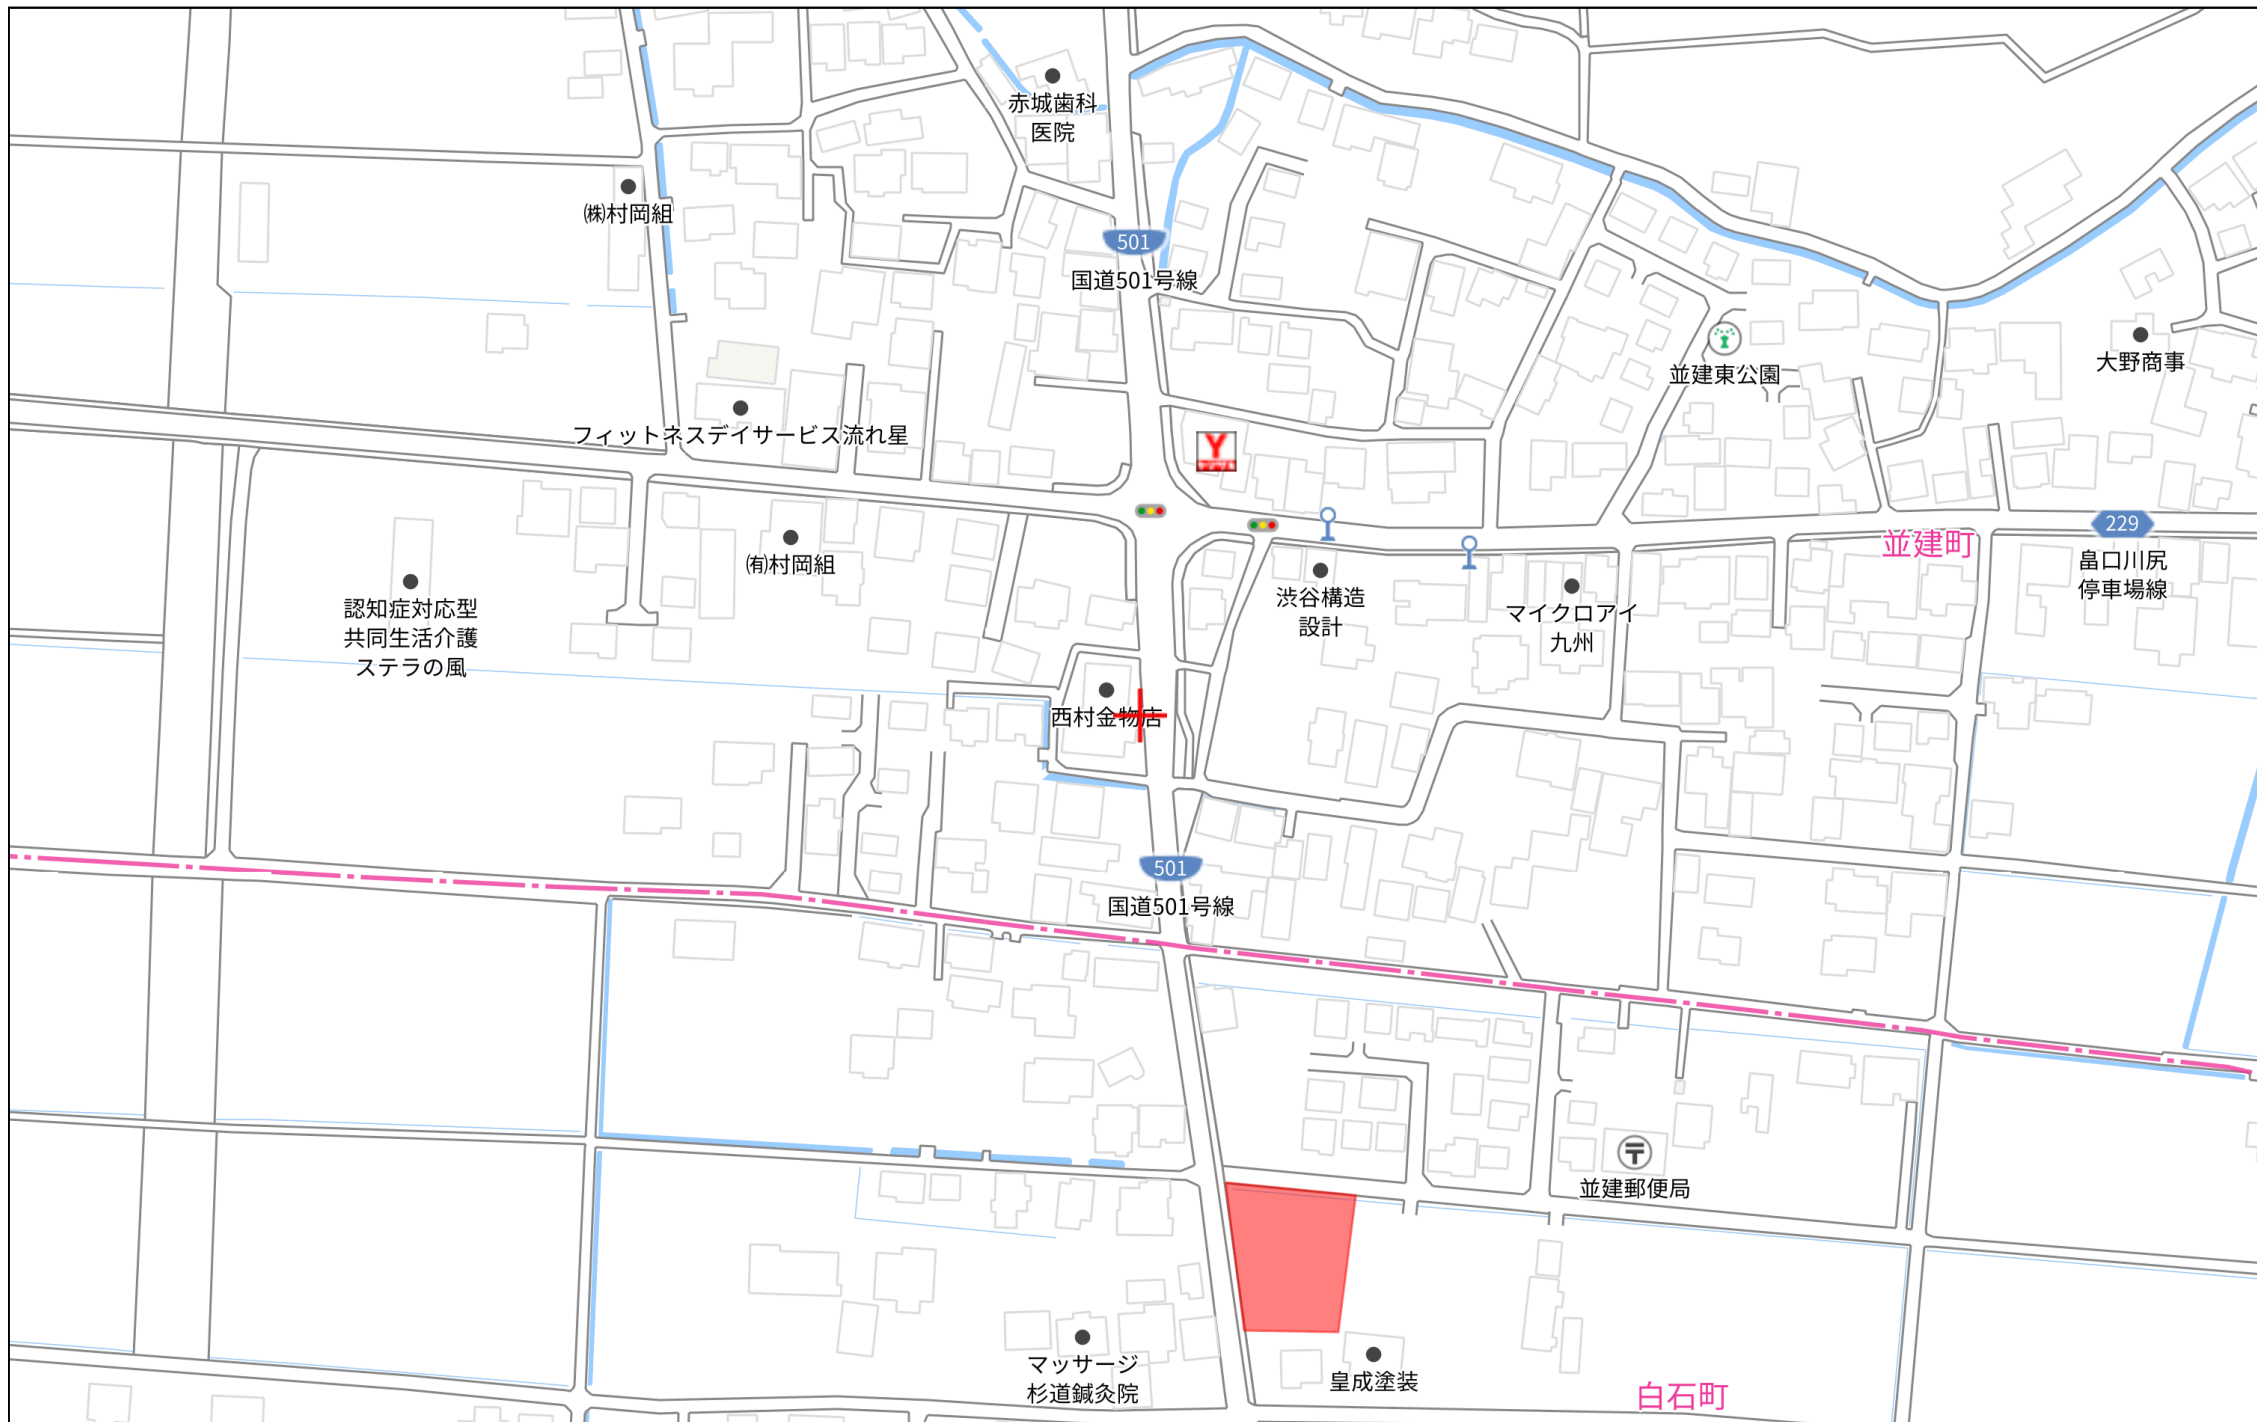 赤城歯科
医院
㈱村岡組
501
国道501号線
並建東公園
大野商事
フィットネスデイサービス流れ星
Y
229
畠口川尻
停車場線
並建町
㈲村岡組
渋谷構造
設計
マイクロアイ
九州
認知症対応型
共同生活介護
ステラの風
西村金物店
501
国道501号線
並建郵便局
マッサージ
杉道鍼灸院
皇成塗装
白石町